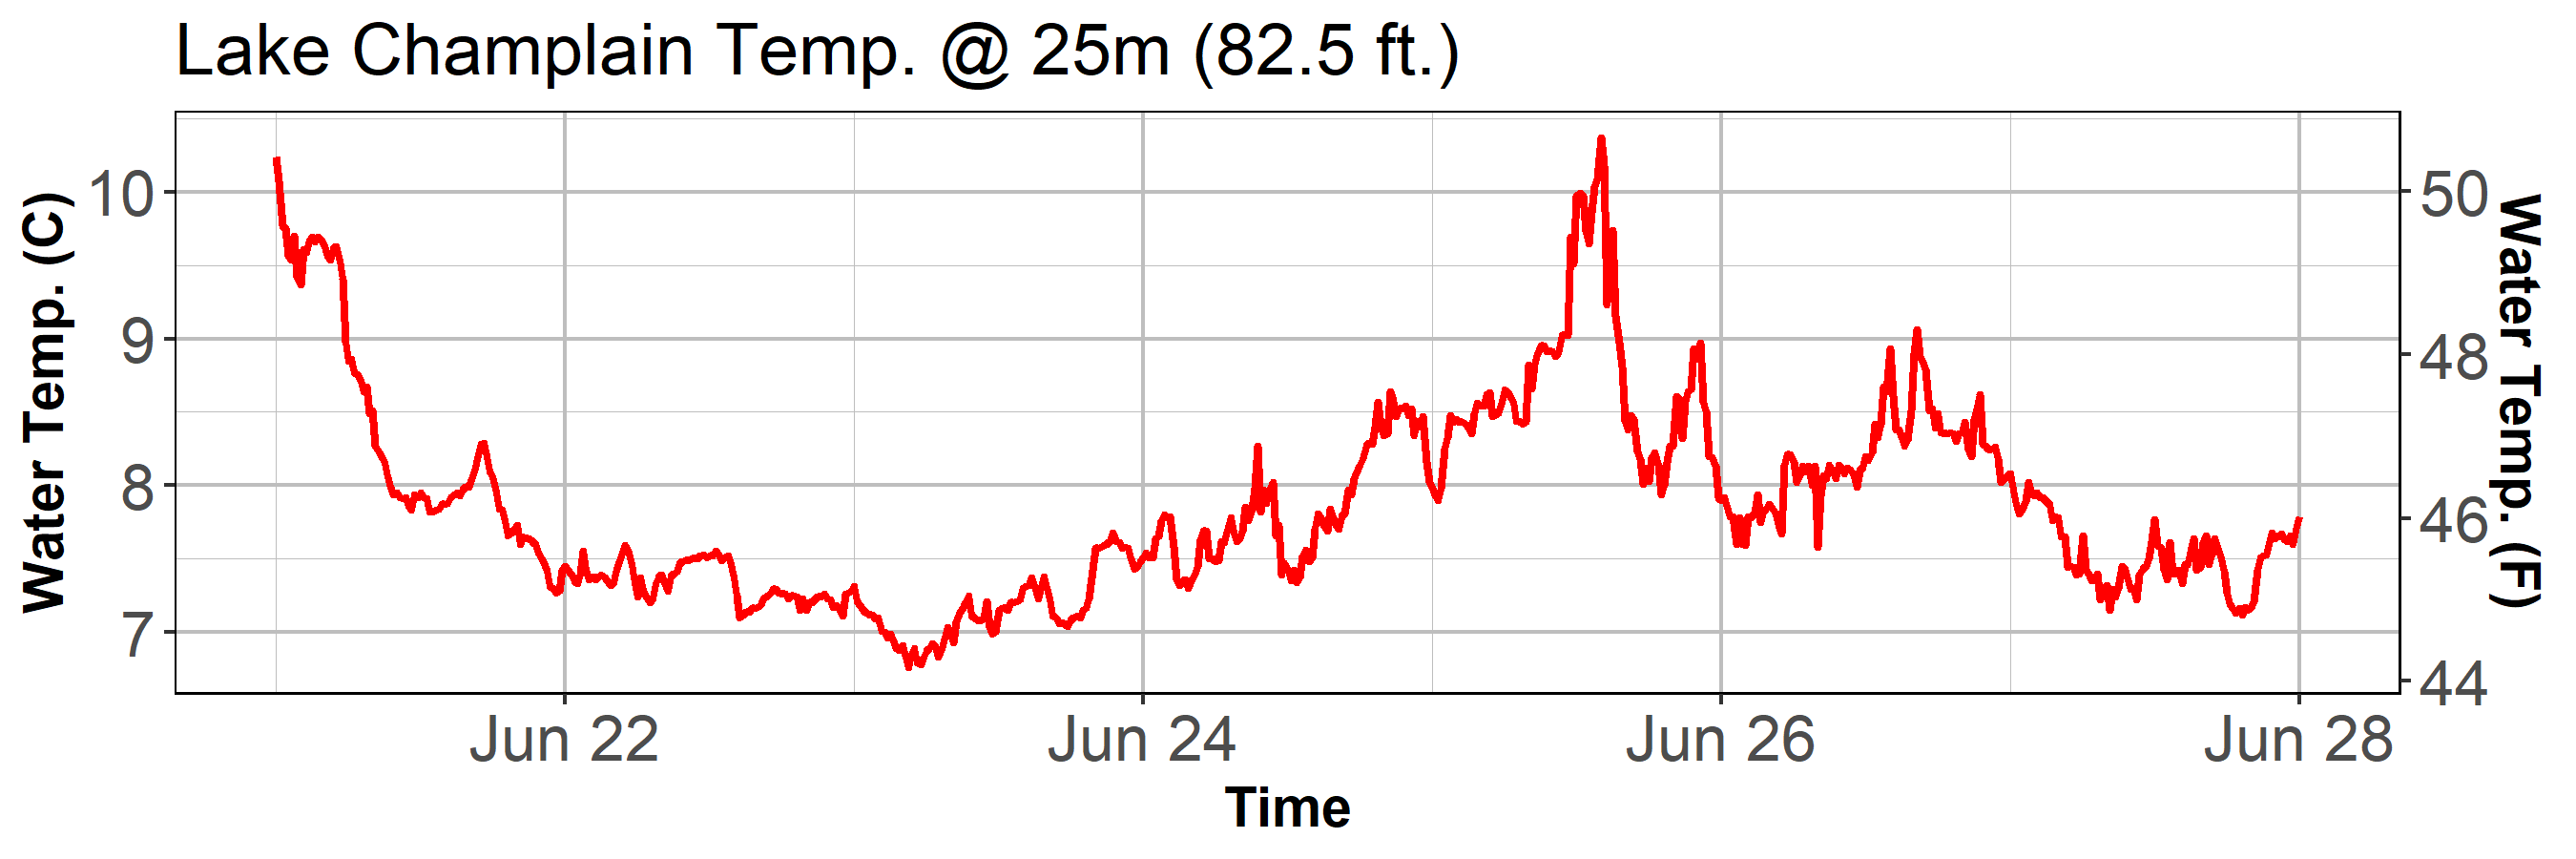 Lake Champlain Temp. @ 25m (82.5 ft.)
Water Temp. (C)
10
9
8
7
50
48
46
44
Water Temp. (F)
Jun 22
Jun 24
Jun 26
Jun 28
Time